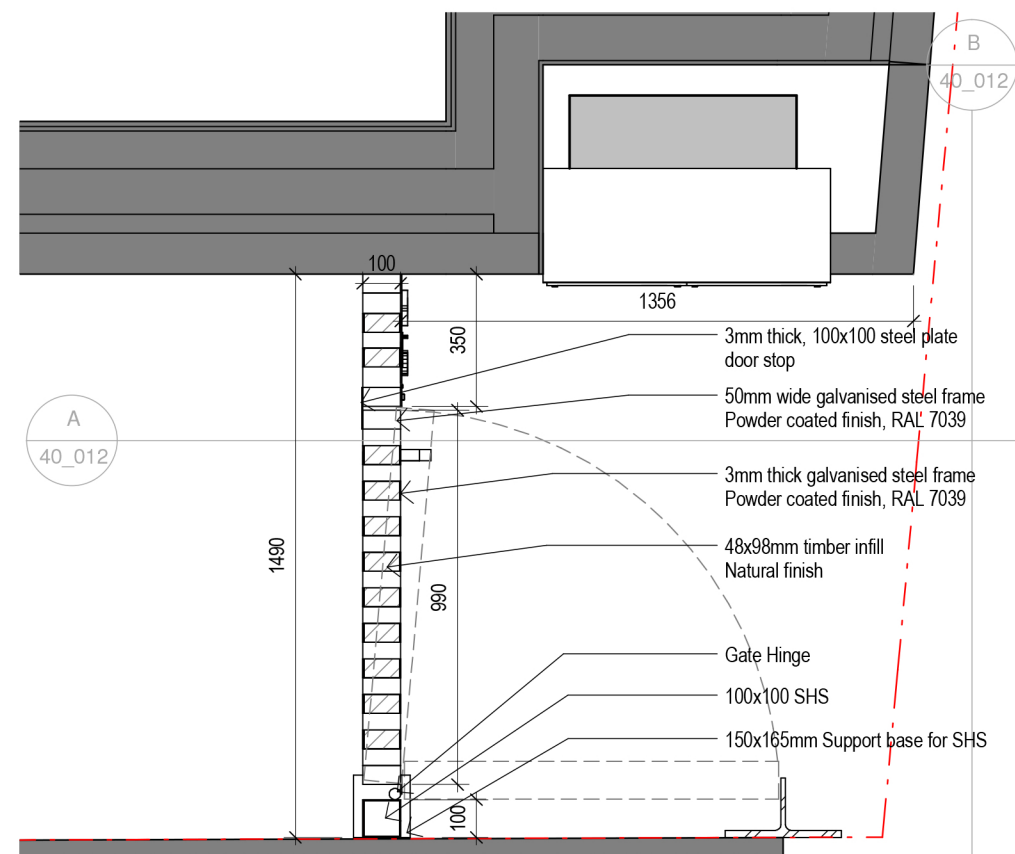 B
40_012
100
1356
350
3mm thick, 100x100 steel plate
door stop
50mm wide galvanised steel frame
Powder coated finish, RAL 7039
A
40_012
3mm thick galvanised steel frame
Powder coated finish, RAL 7039
1490
48x98mm timber infill
Natural finish
990
Gate Hinge
100x100 SHS
150x165mm Support base for SHS
100